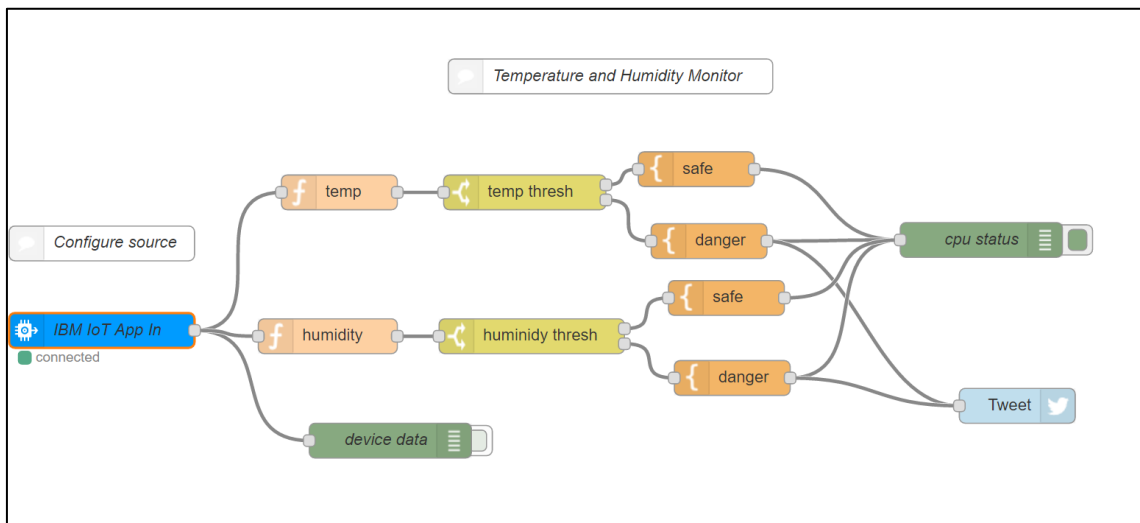 Temperature and Humidity Monitor
safe
temp
temp thresh
danger
cpu status
Configure source
safe
IBM IoT App In
humidity
huminidy thresh
connected
danger
Tweet
device data